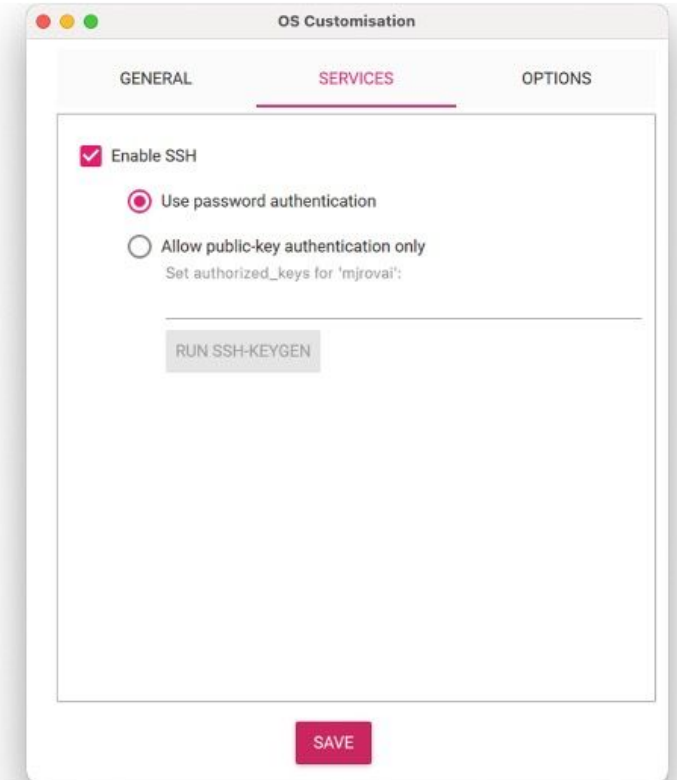 OS Customisation
GENERAL SERVICES OPTIONS
Enable SSH
Use password authentication
Allow public-key authentication only
Set authorized_keys for 'mjrovai':
RUN SSH-KEYGEN
SAVE